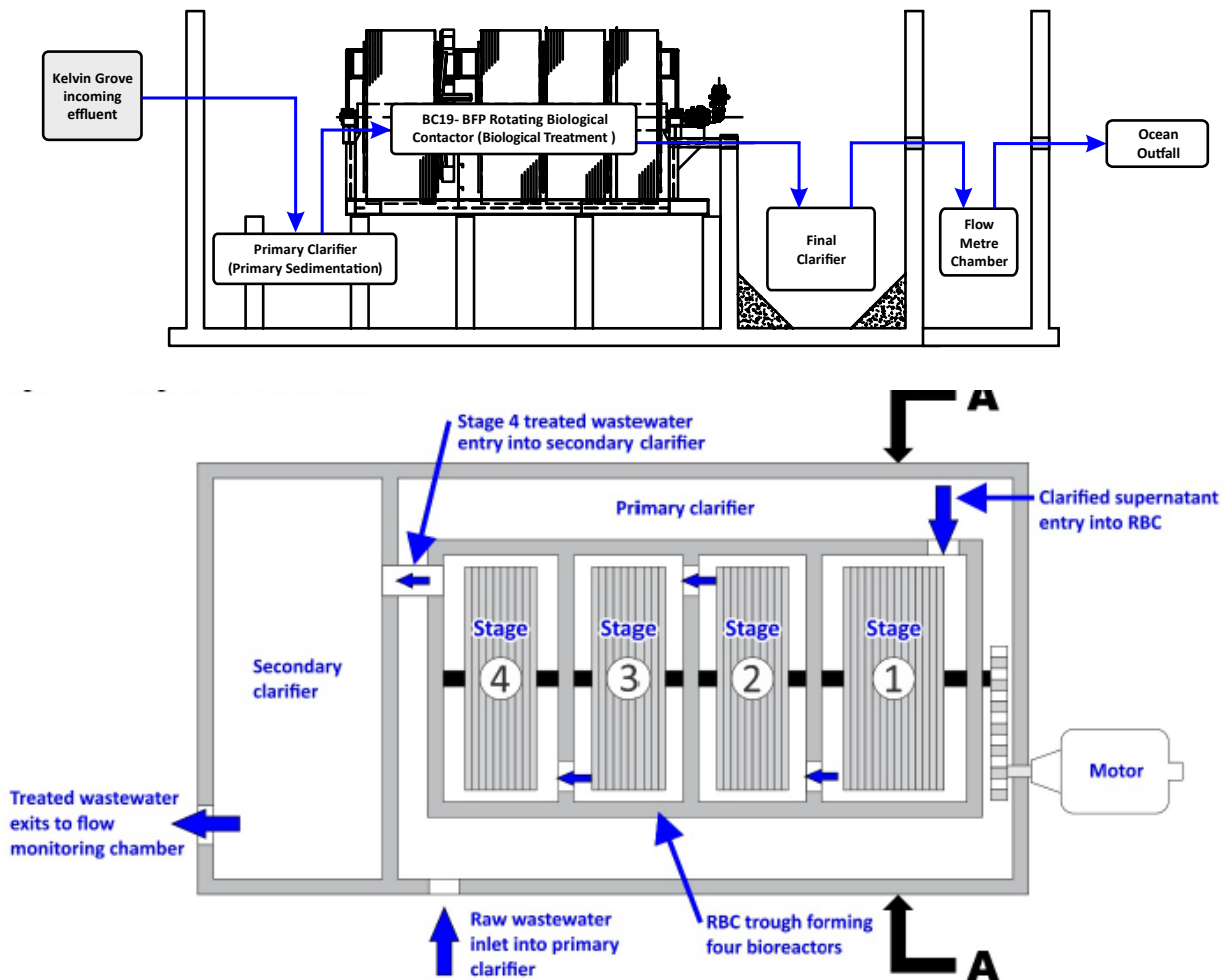 Kelvin Grove
incoming
effluent
BC19- BFP Rotating Biological
Contactor (Biological Treatment )
Ocean
Outfall
Primary Clarifier
(Primary Sedimentation)
Final
Clarifier
Flow
Metre
Chamber
A
Stage 4 treated wastewater
entry into secondary clarifier
Primary clarifier
Clarified supernatant
entry into RBC
Stage
4
Stage
3
Stage
2
Stage
1
Secondary
clarifier
Motor
Treated wastewater
exits to flow
monitoring chamber
Raw wastewater
inlet into primary
clarifier
RBC trough forming
four bioreactors
A